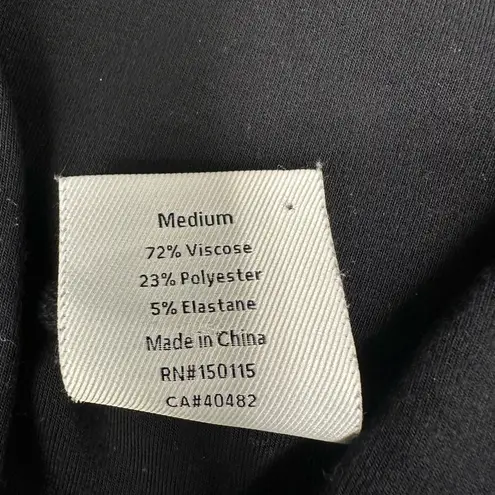 Medium
72% Viscose
23% Polyester
5% Elastane
Made in China
RN#150115
CA#40482